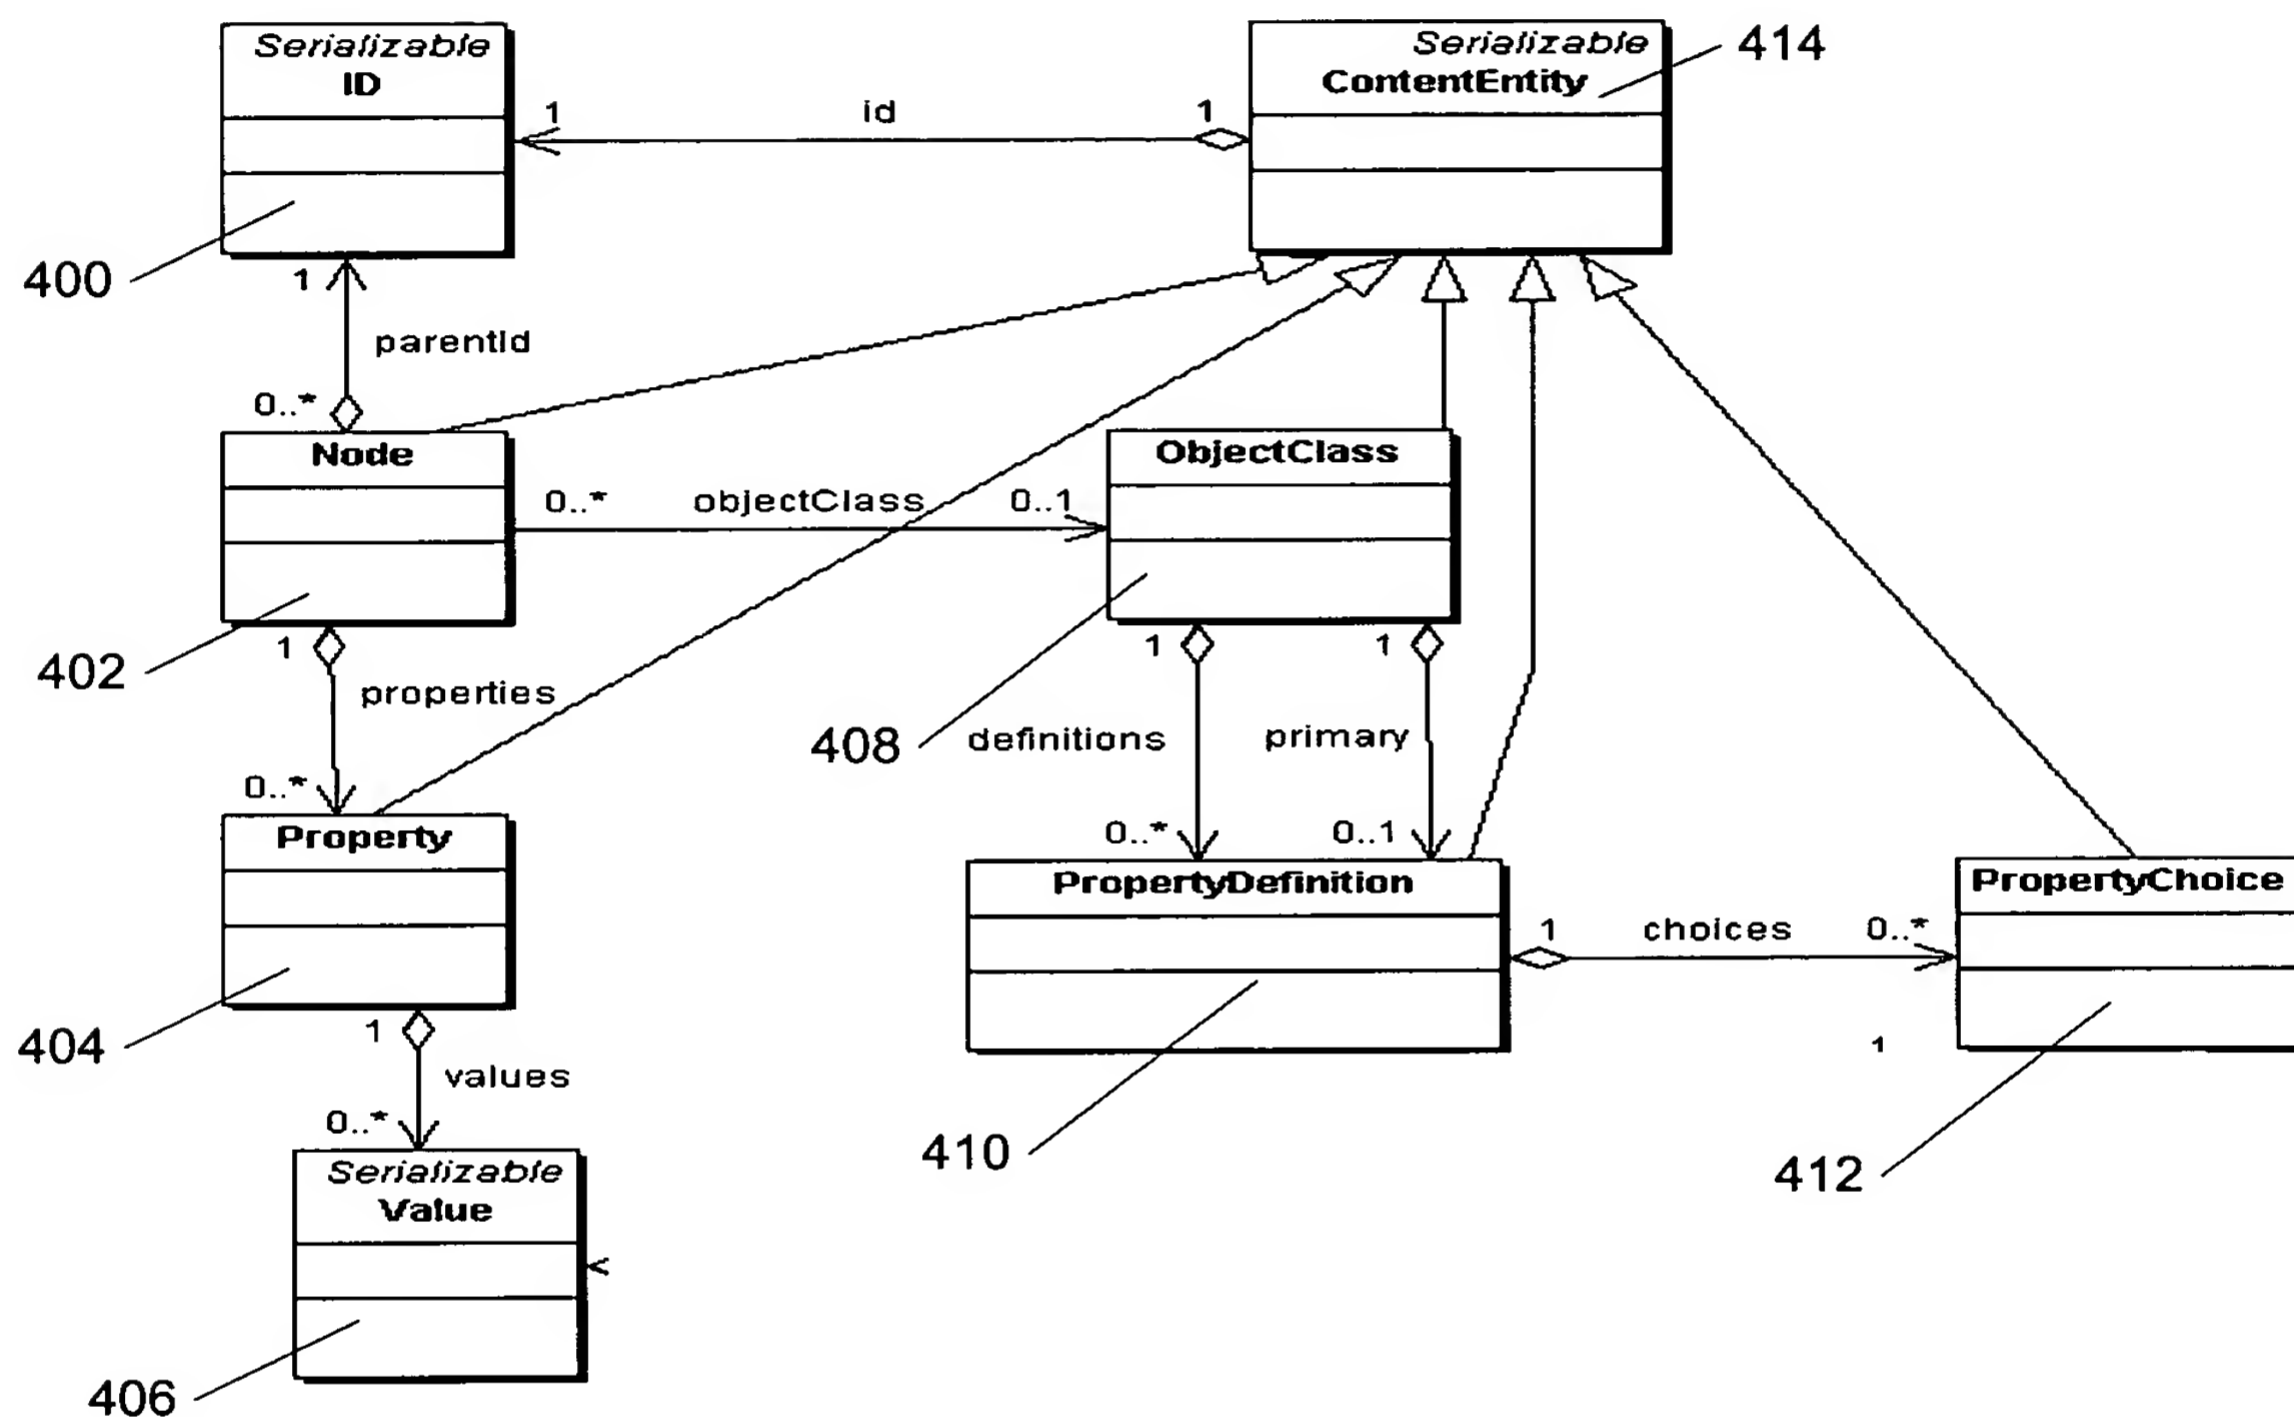 Serializable
ID
Serializable
ContentEntity
414
1
id
1
400
1
parentId
0..*
Node
ObjectClass
0..*
objectClass
0..1
402
1
properties
1
1
408
definitions
primary
0..*
0..*
0..1
Property
PropertyDefinition
PropertyChoice
1
choices
0..*
404
1
values
1
0..*
410
412
Serializable
Value
<
406